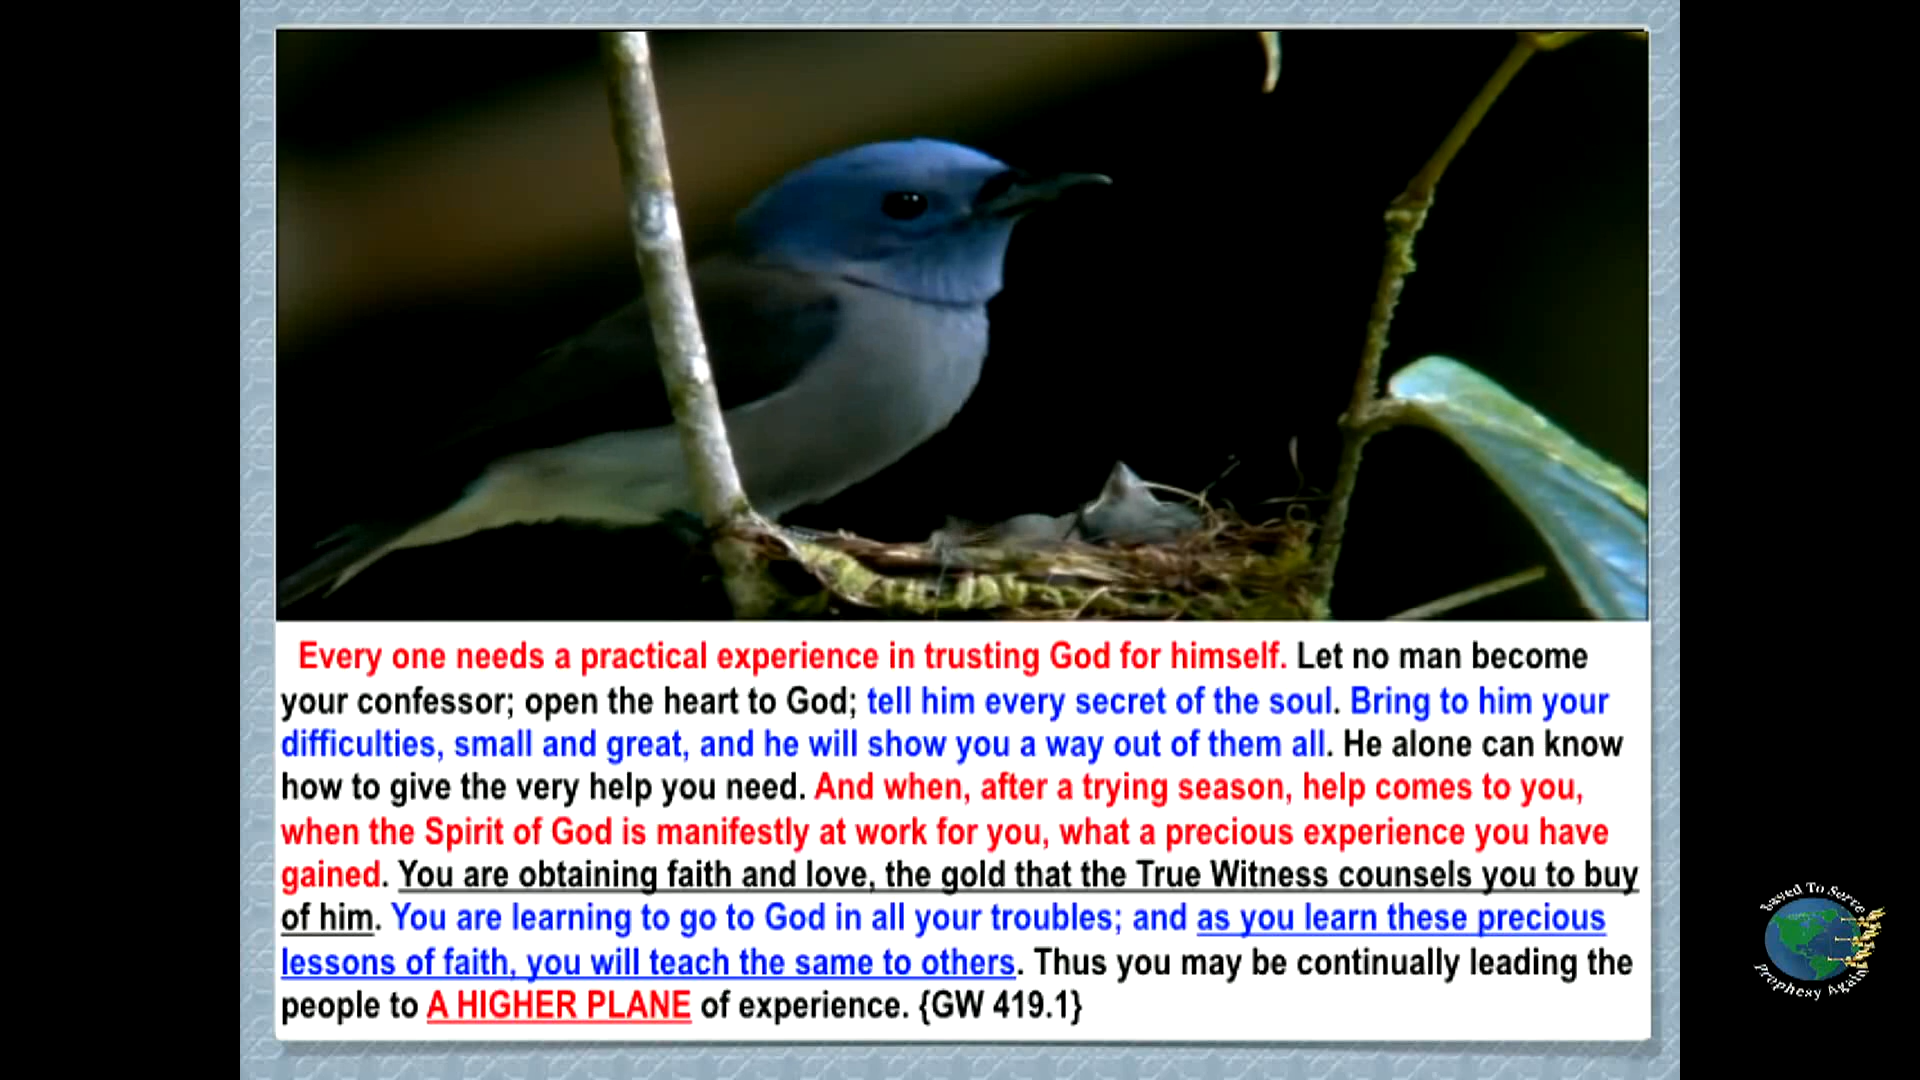 Every one needs a practical experience in trusting God for himself. Let no man become
your confessor; open the heart to God; tell him every secret of the soul. Bring to him your
difficulties, small and great, and he will show you a way out of them all. He alone can know
how to give the very help you need. And when, after a trying season, help comes to you,
when the Spirit of God is manifestly at work for you, what a precious experience you have
gained. You are obtaining faith and love, the gold that the True Witness counsels you to buy
of him. You are learning to go to God in all your troubles; and as you learn these precious
lessons of faith, you will teach the same to others. Thus you may be continually leading the
people to A HIGHER PLANE of experience. {GW 419.1}
To Serve
Prophesy Again